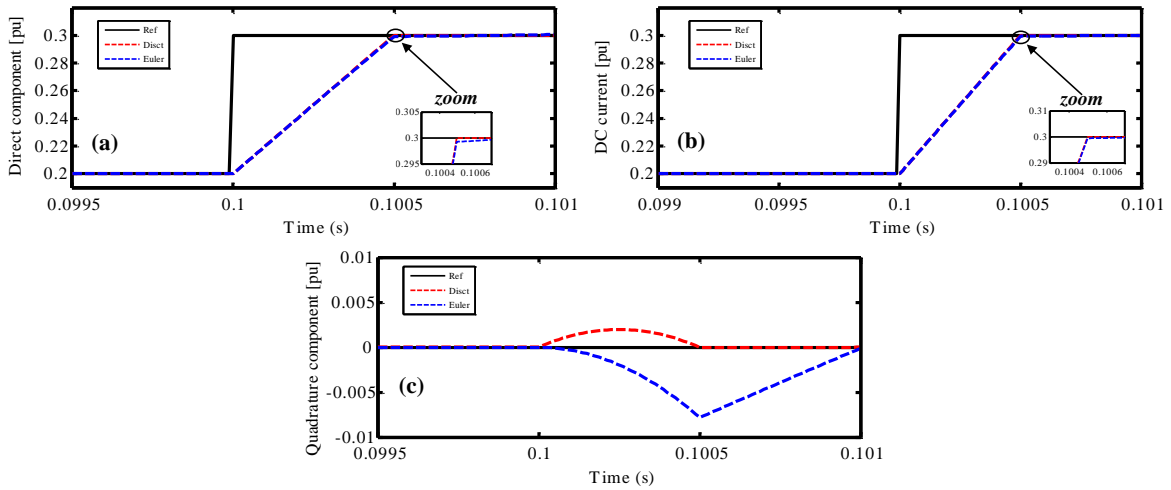 Direct component [pu]
0.3
0.28
0.26
0.24
0.22
0.2
Ref
Disct
Euler
(a)
zoom
0.305
0.3
0.295
0.1004 0.1006
0.0995 0.1 0.1005 0.101
Time (s)
DC current [pu]
0.3
0.28
0.26
0.24
0.22
0.2
Ref
Disct
Euler
(b)
zoom
0.31
0.3
0.29
0.1004 0.1006
0.099 0.0995 0.1 0.1005 0.101
Time (s)
Quadrature component [pu]
0.01
0.005
0
-0.005
-0.01
Ref
Disct
Euler
(c)
0.0995 0.1 0.1005 0.101
Time (s)